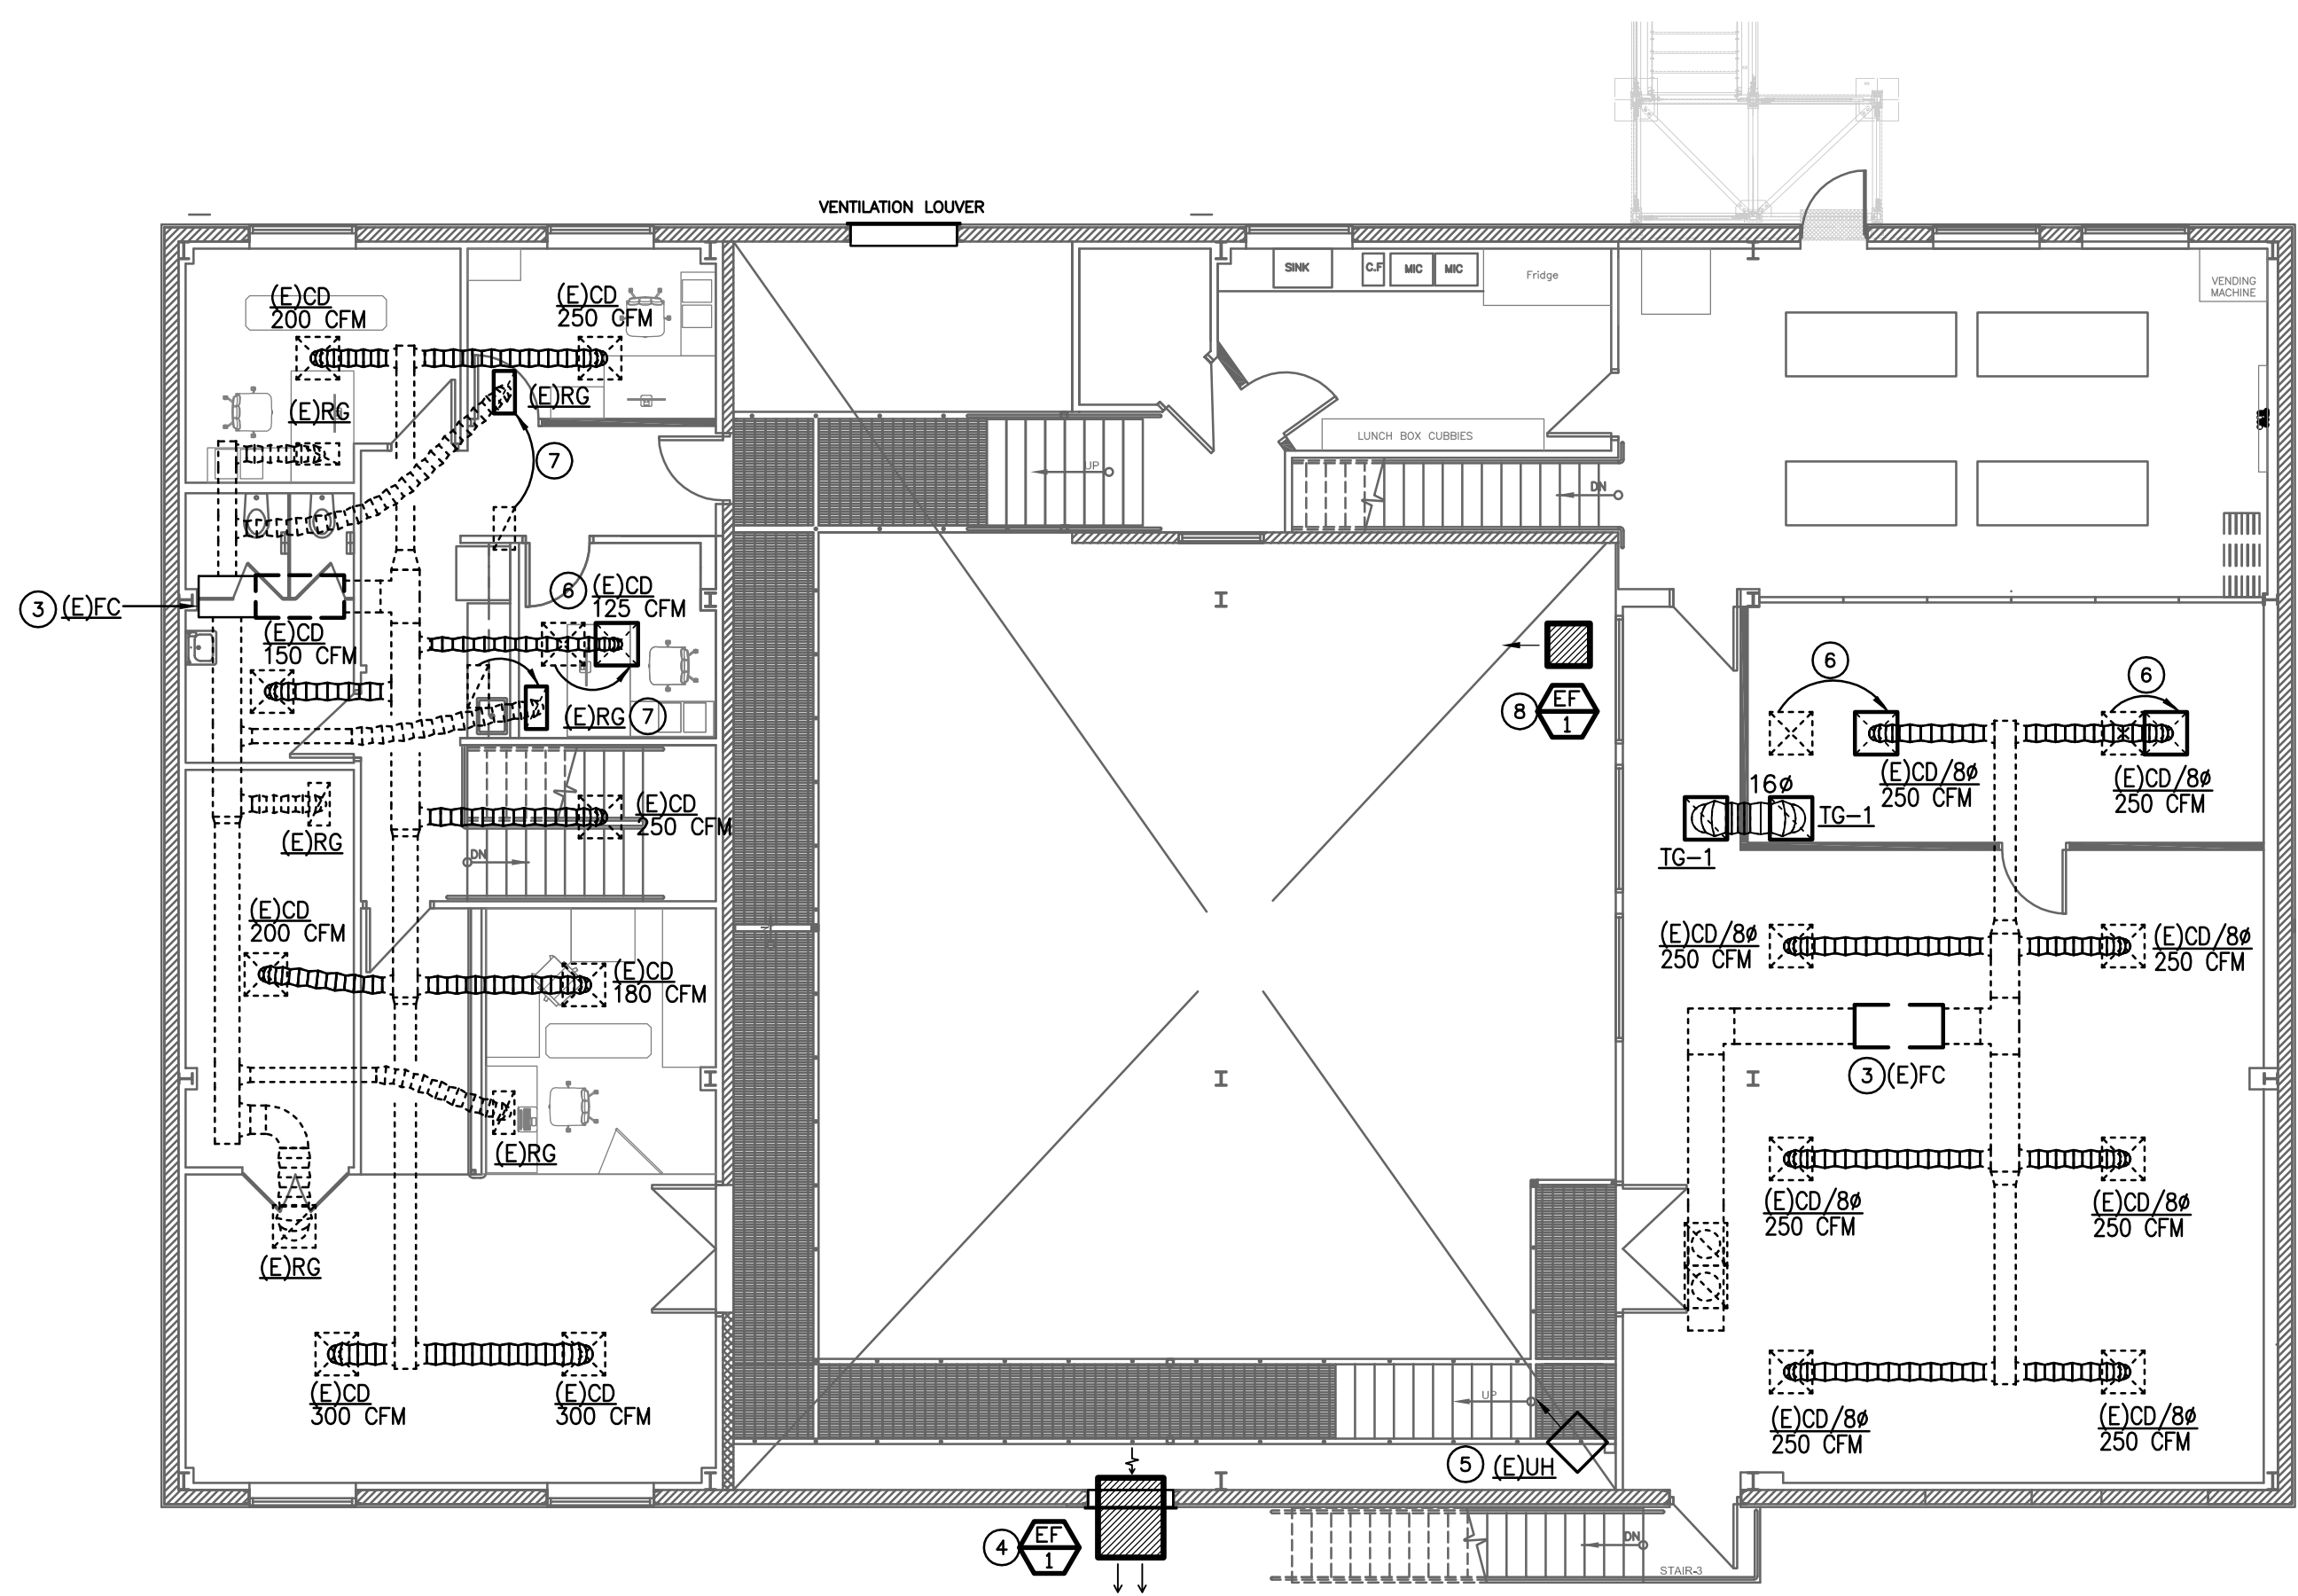 VENTILATION LOUVER
SINK
C.F
MIC
MIC
Fridge
VENDING
MACHINE
(E)CD
200 CFM
(E)CD
250 CFM
(E)RG
(E)RG
7
LUNCH BOX CUBBIES
UP
DN
3 (E)FC
6 (E)CD
125 CFM
(E)CD
150 CFM
(E)RG 7
8 EF
1
6
6
(E)CD/8ø
250 CFM
(E)CD/8ø
250 CFM
16ø
TG-1
TG-1
(E)CD
250 CFM
(E)RG
DN
(E)CD
200 CFM
(E)CD/8ø
250 CFM
(E)CD/8ø
250 CFM
(E)CD
180 CFM
3 (E)FC
(E)RG
(E)CD/8ø
250 CFM
(E)CD/8ø
250 CFM
(E)RG
(E)CD
300 CFM
(E)CD
300 CFM
UP
(E)CD/8ø
250 CFM
(E)CD/8ø
250 CFM
5 (E)UH
4 EF
1
DN
STAIR-3